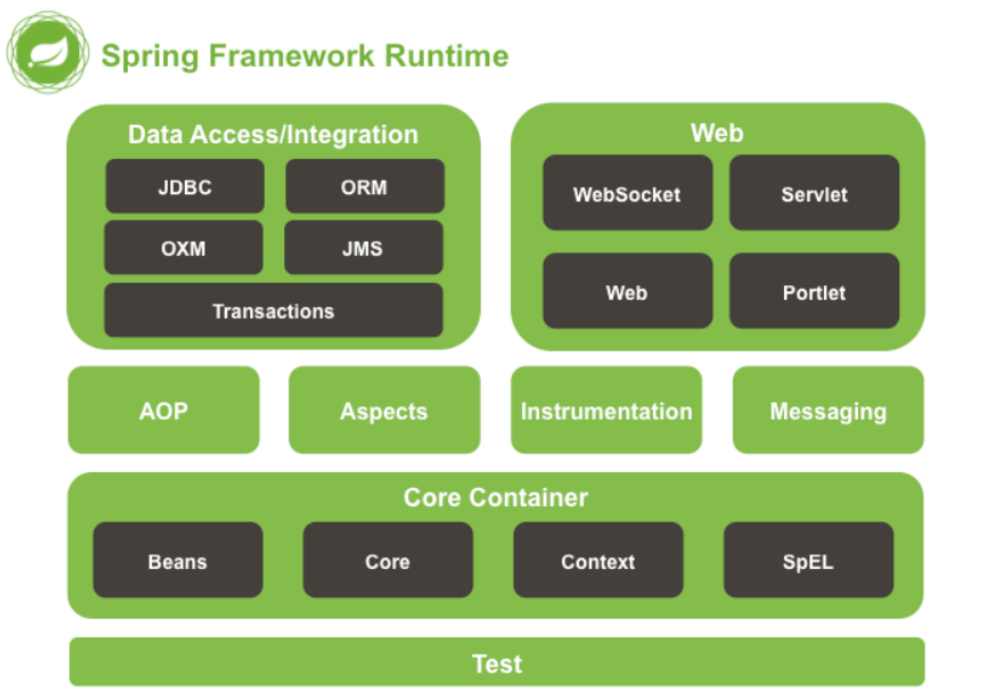 Spring Framework Runtime
Data Access/Integration
JDBC
ORM
OXM
JMS
Transactions
Web
WebSocket
Servlet
Web
Portlet
AOP
Aspects
Instrumentation
Messaging
Core Container
Beans
Core
Context
SpEL
Test